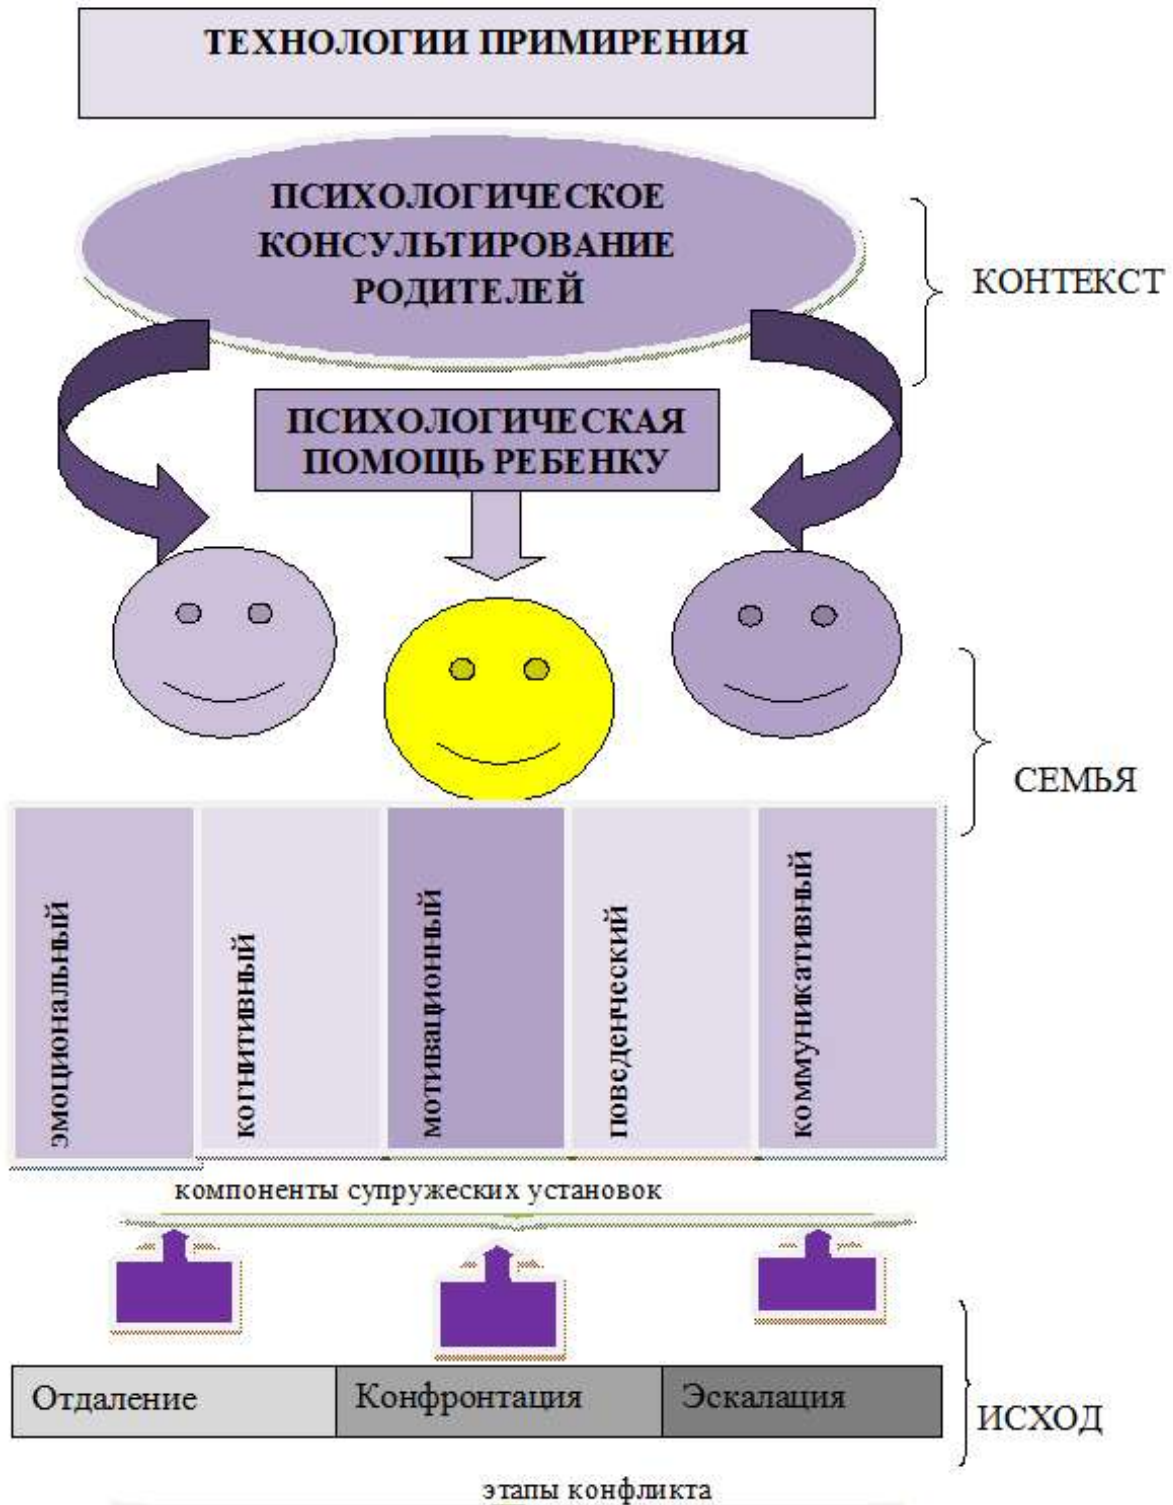 ТЕХНОЛОГИИ ПРИМИРЕНИЯ
ПСИХОЛОГИЧЕСКОЕ
КОНСУЛЬТИРОВАНИЕ
РОДИТЕЛЕЙ
КОНТЕКСТ
ПСИХОЛОГИЧЕСКАЯ
ПОМОЩЬ РЕБЕНКУ
СЕМЬЯ
эмоциональный
когнитивный
мотивационный
поведенческий
коммуникативный
компоненты супружеских установок
Отдаление
Конфронтация
Эскалация
ИСХОД
этапы конфликта